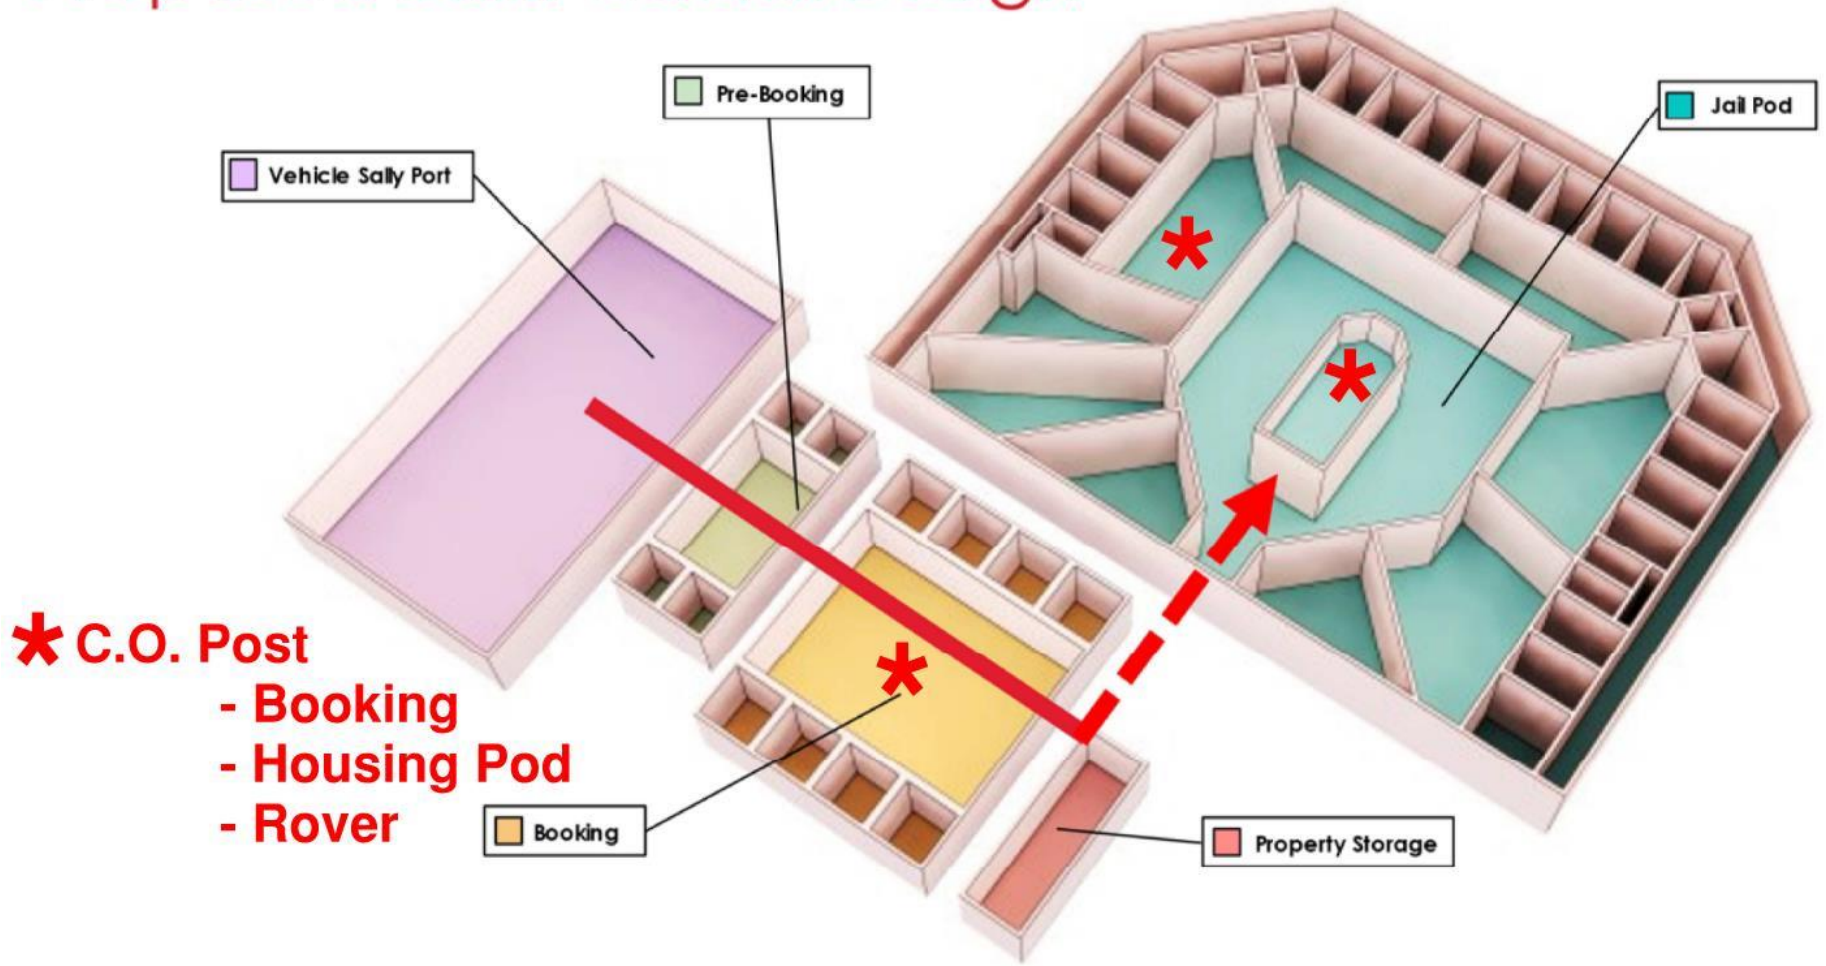 Pre-Booking
Jail Pod
Vehicle Sally Port
* C.O. Post
- Booking
- Housing Pod
- Rover
Booking
Property Storage